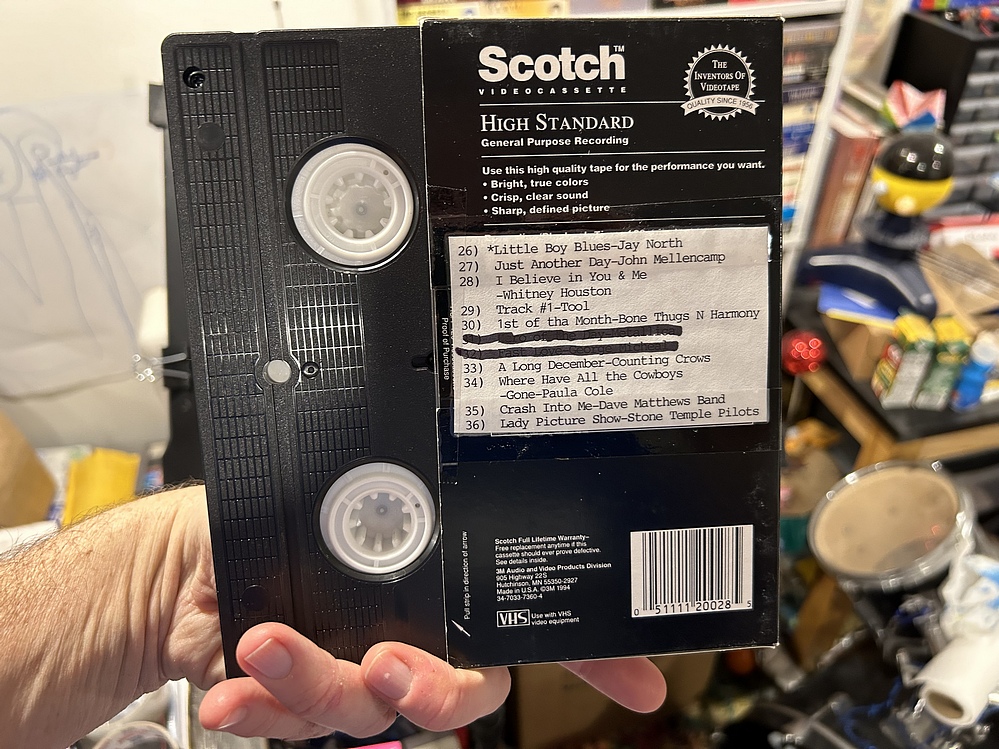 Scotch™
VIDEOCASSETTE
THE
INVENTORS OF
VIDEOTAPE
QUALITY SINCE 1956
HIGH STANDARD
General Purpose Recording
Use this high quality tape for the performance you want.
• Bright, true colors
• Crisp, clear sound
• Sharp, defined picture
26) *Little Boy Blues-Jay North
27) Just Another Day-John Mellencamp
28) I Believe in You & Me
-Whitney Houston
29) Track #1-Tool
30) 1st of tha Month-Bone Thugs N Harmony
33) A Long December-Counting Crows
34) Where Have All the Cowboys
-Gone-Paula Cole
35) Crash Into Me-Dave Matthews Band
36) Lady Picture Show-Stone Temple Pilots
Proof of Purchase
Pull strip in direction of arrow
Scotch Full Lifetime Warranty–
Free replacement anytime if this
cassette should ever prove defective.
See details inside.
3M Audio and Video Products Division
905 Highway 22S
Hutchinson, MN 55350-2927
Made in U.S.A. ©3M 1994
34-7033-7360-4
VHS Use with VHS
video equipment
0 51111 20028 5